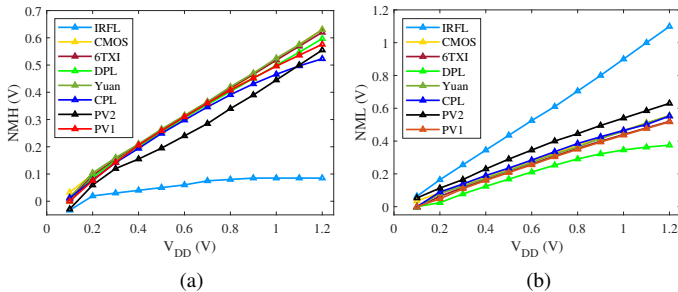 NMH (V)
0.7
0.6
0.5
0.4
0.3
0.2
0.1
0
IRFL
CMOS
6TXI
DPL
Yuan
CPL
PV2
PV1
0 0.2 0.4 0.6 0.8 1 1.2
V_DD (V)
(a)
NML (V)
1.2
1
0.8
0.6
0.4
0.2
0
IRFL
CMOS
6TXI
DPL
Yuan
CPL
PV2
PV1
0 0.2 0.4 0.6 0.8 1 1.2
V_DD (V)
(b)